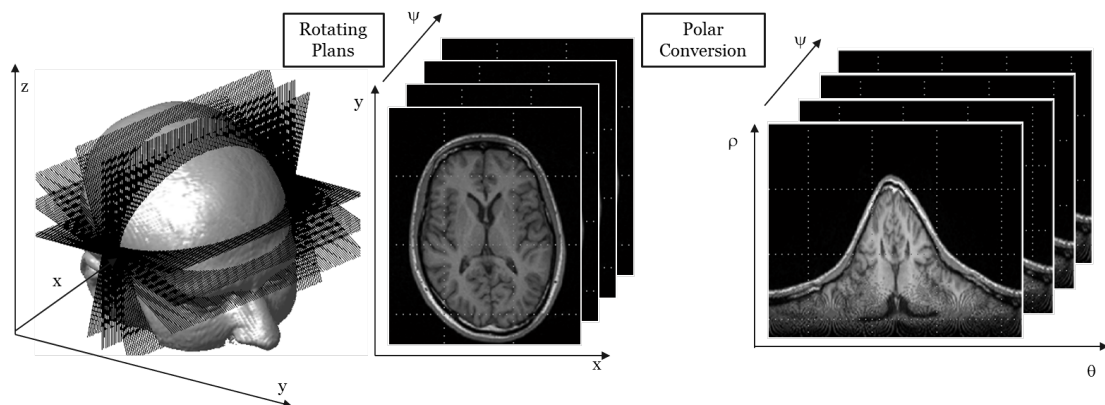 Rotating
Plans
Polar
Conversion
ψ
ψ
z
y
ρ
x
x
θ
y